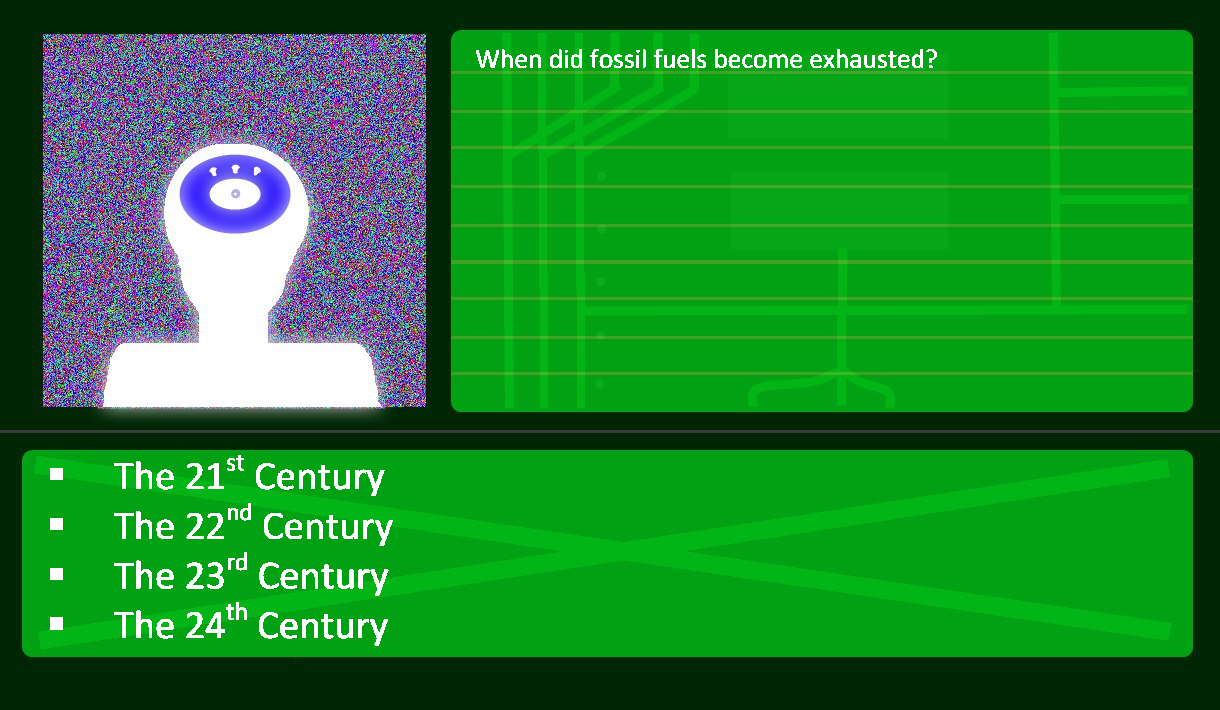 When did fossil fuels become exhausted?
▪ The 21st Century
▪ The 22nd Century
▪ The 23rd Century
▪ The 24th Century